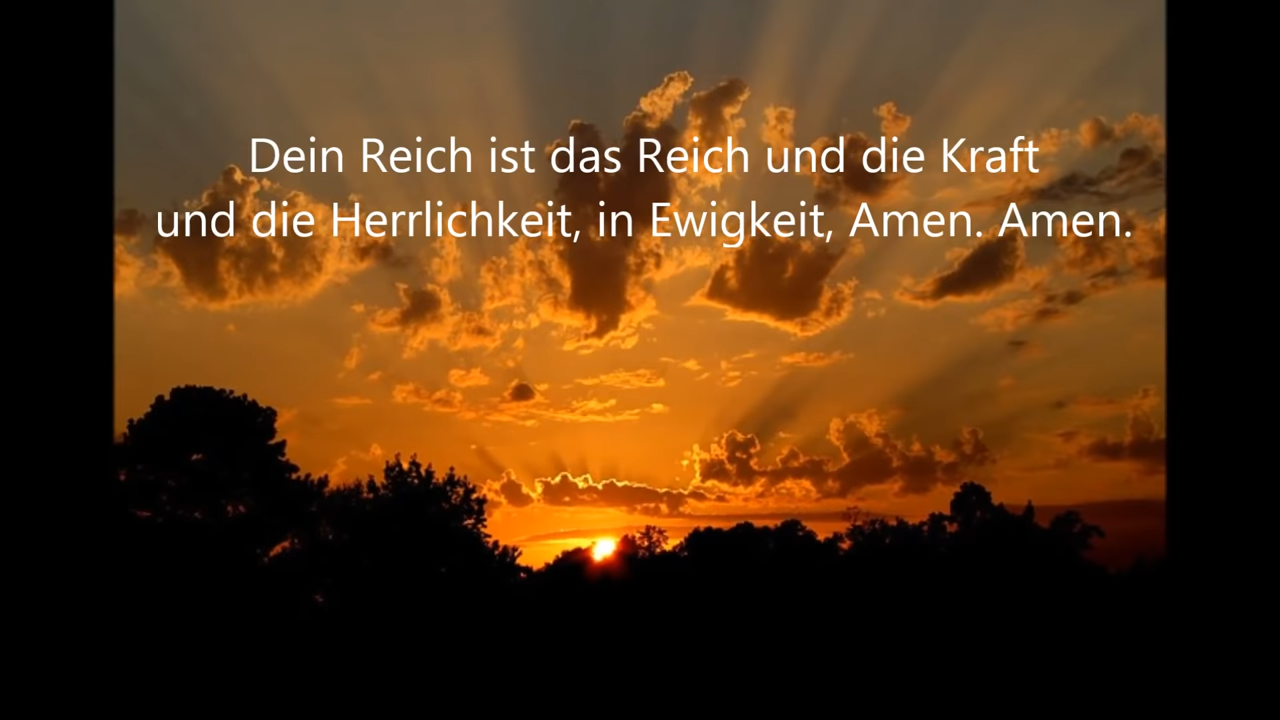 Dein Reich ist das Reich und die Kraft
und die Herrlichkeit, in Ewigkeit, Amen. Amen.